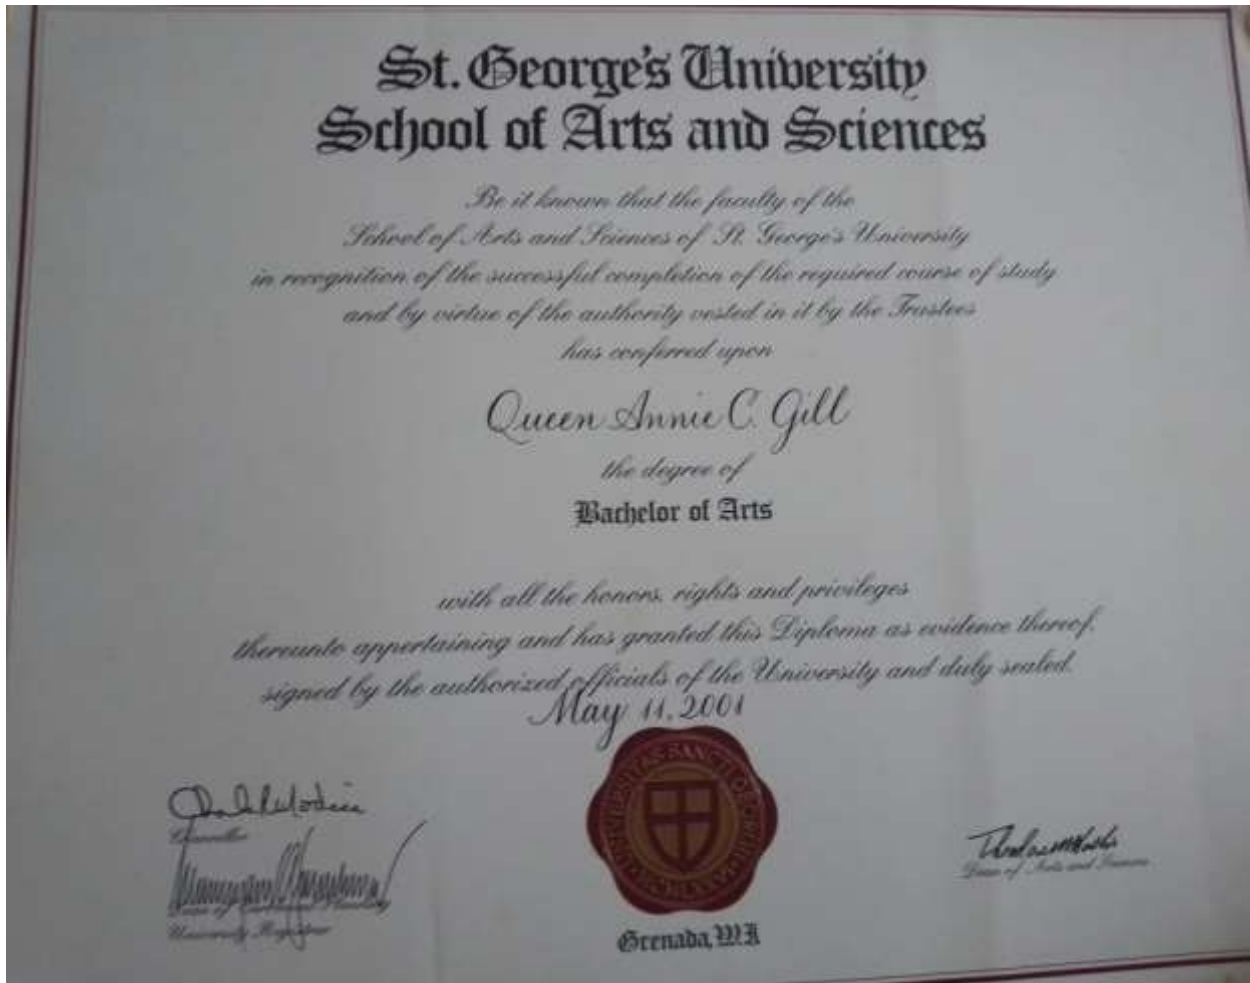 St. George's University
School of Arts and Sciences
Be it known that the faculty of the
School of Arts and Sciences of St. George's University
in recognition of the successful completion of the required course of study
and by virtue of the authority vested in it by the Trustees
has conferred upon
Queen Annie C. Gill
the degree of
Bachelor of Arts
with all the honors, rights and privileges
thereunto appertaining and has granted this Diploma as evidence thereof,
signed by the authorized officials of the University and duly sealed.
May 11, 2001
Chancellor
University Registrar
Dean of Arts and Sciences
Grenada, WI